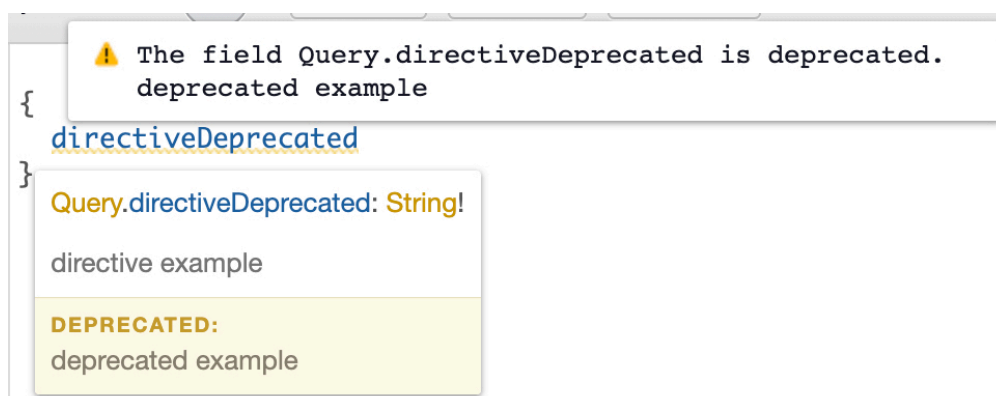 The field Query.directiveDeprecated is deprecated.
deprecated example
{
directiveDeprecated
}
Query.directiveDeprecated: String!
directive example
DEPRECATED:
deprecated example